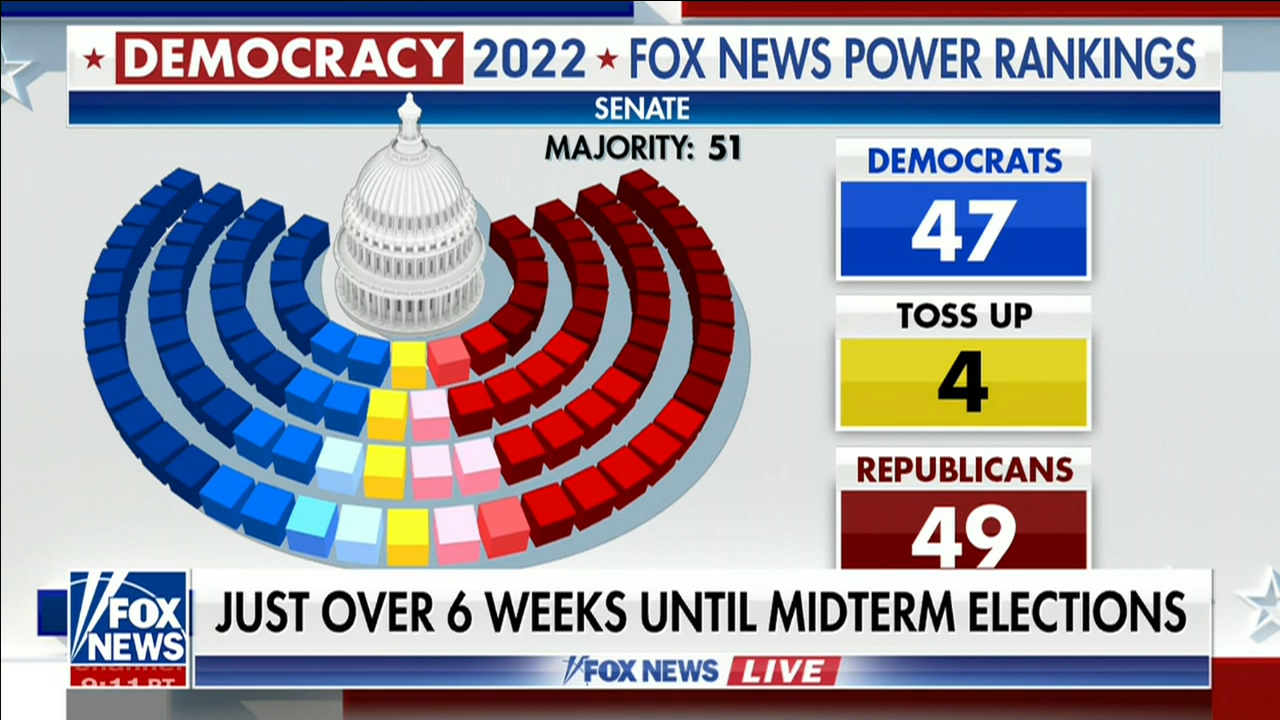 DEMOCRACY 2022 FOX NEWS POWER RANKINGS
SENATE
MAJORITY: 51
DEMOCRATS
47
TOSS UP
4
REPUBLICANS
49
JUST OVER 6 WEEKS UNTIL MIDTERM ELECTIONS
FOX
NEWS
FOX NEWS LIVE